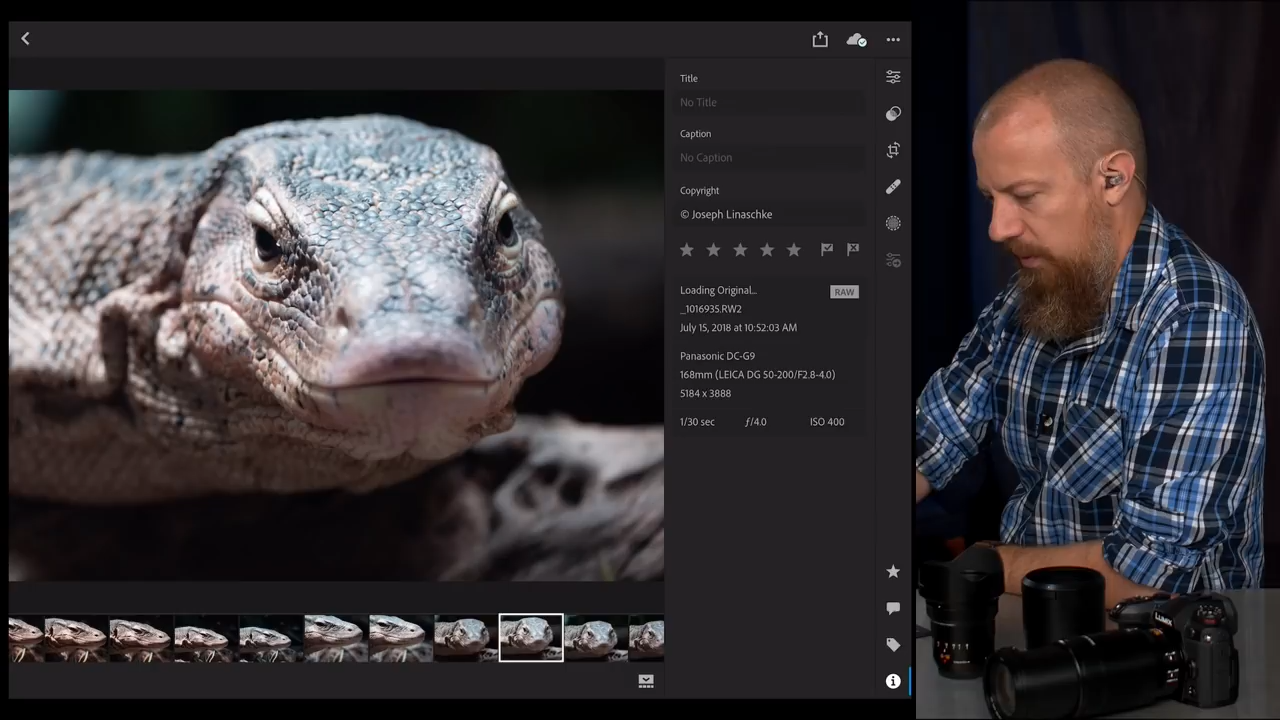 Title
No Title
Caption
No Caption
Copyright
© Joseph Linaschke
Loading Original... RAW
_1016935.RW2
July 15, 2018 at 10:52:03 AM
Panasonic DC-G9
168mm (LEICA DG 50-200/F2.8-4.0)
5184 x 3888
1/30 sec ƒ/4.0 ISO 400
LUMIX